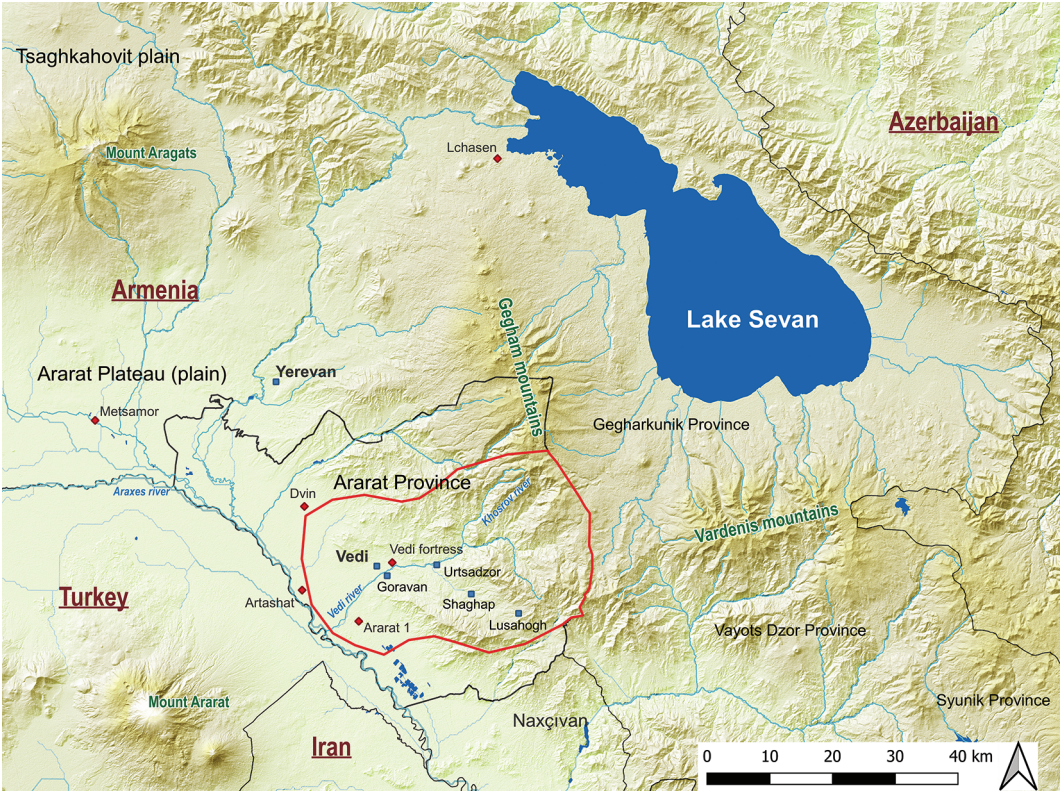 Tsaghkahovit plain
Azerbaijan
Lchasen
Mount Aragats
Armenia
Lake Sevan
Gegham mountains
Ararat Plateau (plain)
Yerevan
Metsamor
Gegharkunik Province
Ararat Province
Araxes river
Dvin
Khosrov river
Vardenis mountains
Vedi
Vedi fortress
Urtsadzor
Goravan
Turkey
Artashat
Vedi river
Shaghap
Lusahogh
Ararat 1
Vayots Dzor Province
Mount Ararat
Syunik Province
Naxçivan
Iran
0 10 20 30 40 km